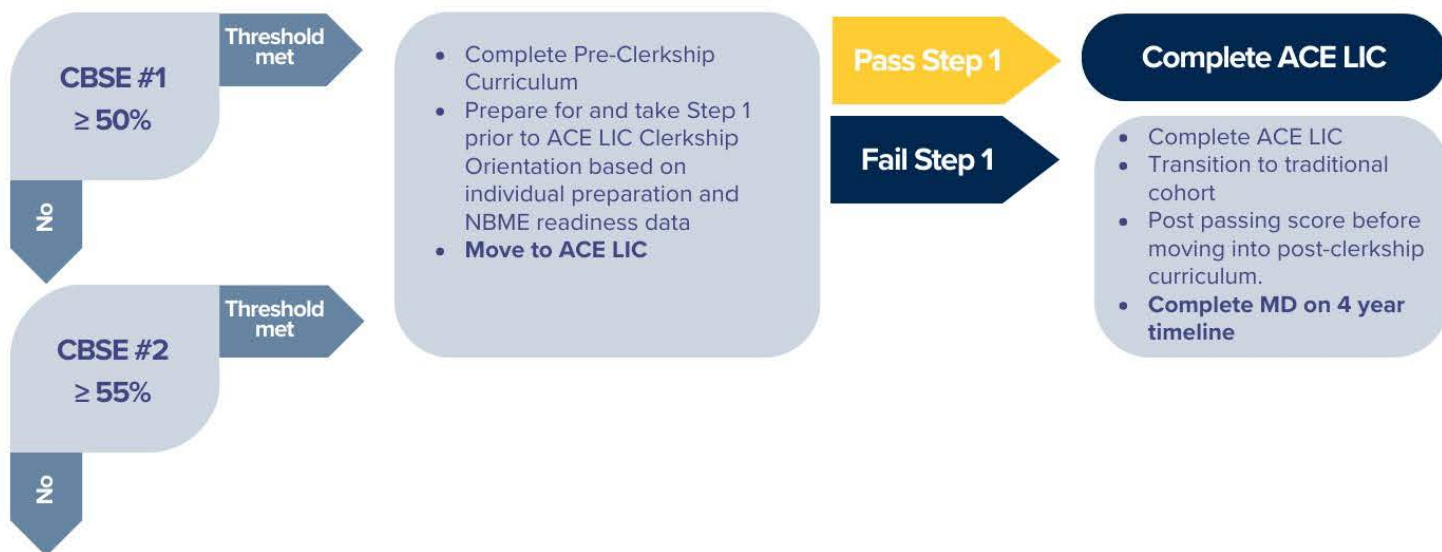 CBSE #1
≥ 50%
Threshold
met
No
• Complete Pre-Clerkship
Curriculum
• Prepare for and take Step 1
prior to ACE LIC Clerkship
Orientation based on
individual preparation and
NBME readiness data
• Move to ACE LIC
Pass Step 1
Complete ACE LIC
Fail Step 1
• Complete ACE LIC
• Transition to traditional
cohort
• Post passing score before
moving into post-clerkship
curriculum.
• Complete MD on 4 year
timeline
CBSE #2
≥ 55%
Threshold
met
No